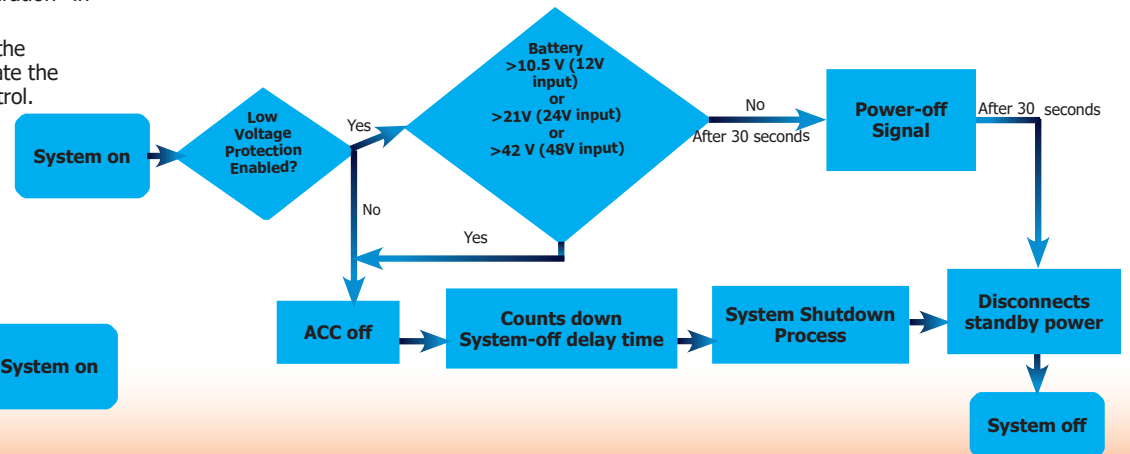 uration" in
the
ate the
trol.
System on
Low
Voltage
Protection
Enabled?
Yes
No
Battery
>10.5 V (12V
input)
or
>21V (24V input)
or
>42 V (48V input)
Yes
No
After 30 seconds
Power-off
Signal
After 30 seconds
ACC off
Counts down
System-off delay time
System Shutdown
Process
Disconnects
standby power
System off
System on